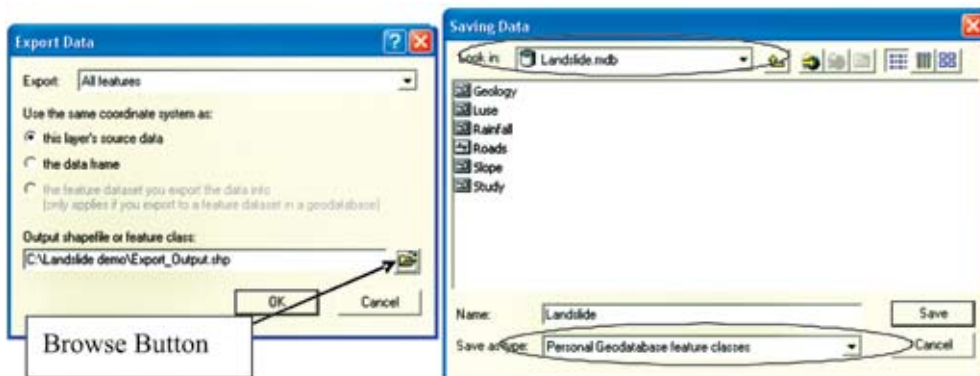 Export Data
Export: All features
Use the same coordinate system as:
this layer's source data
the data frame
the feature dataset you export the data into
(only applies if you export to a feature dataset in a geodatabase)
Output shapefile or feature class:
C:\Landslide demo\Export_Output.shp
OK Cancel
Browse Button
Saving Data
Look in: Landslide.mdb
Geology
Luse
Rainfall
Roads
Slope
Study
Name: Landslide Save
Save as type: Personal Geodatabase feature classes Cancel